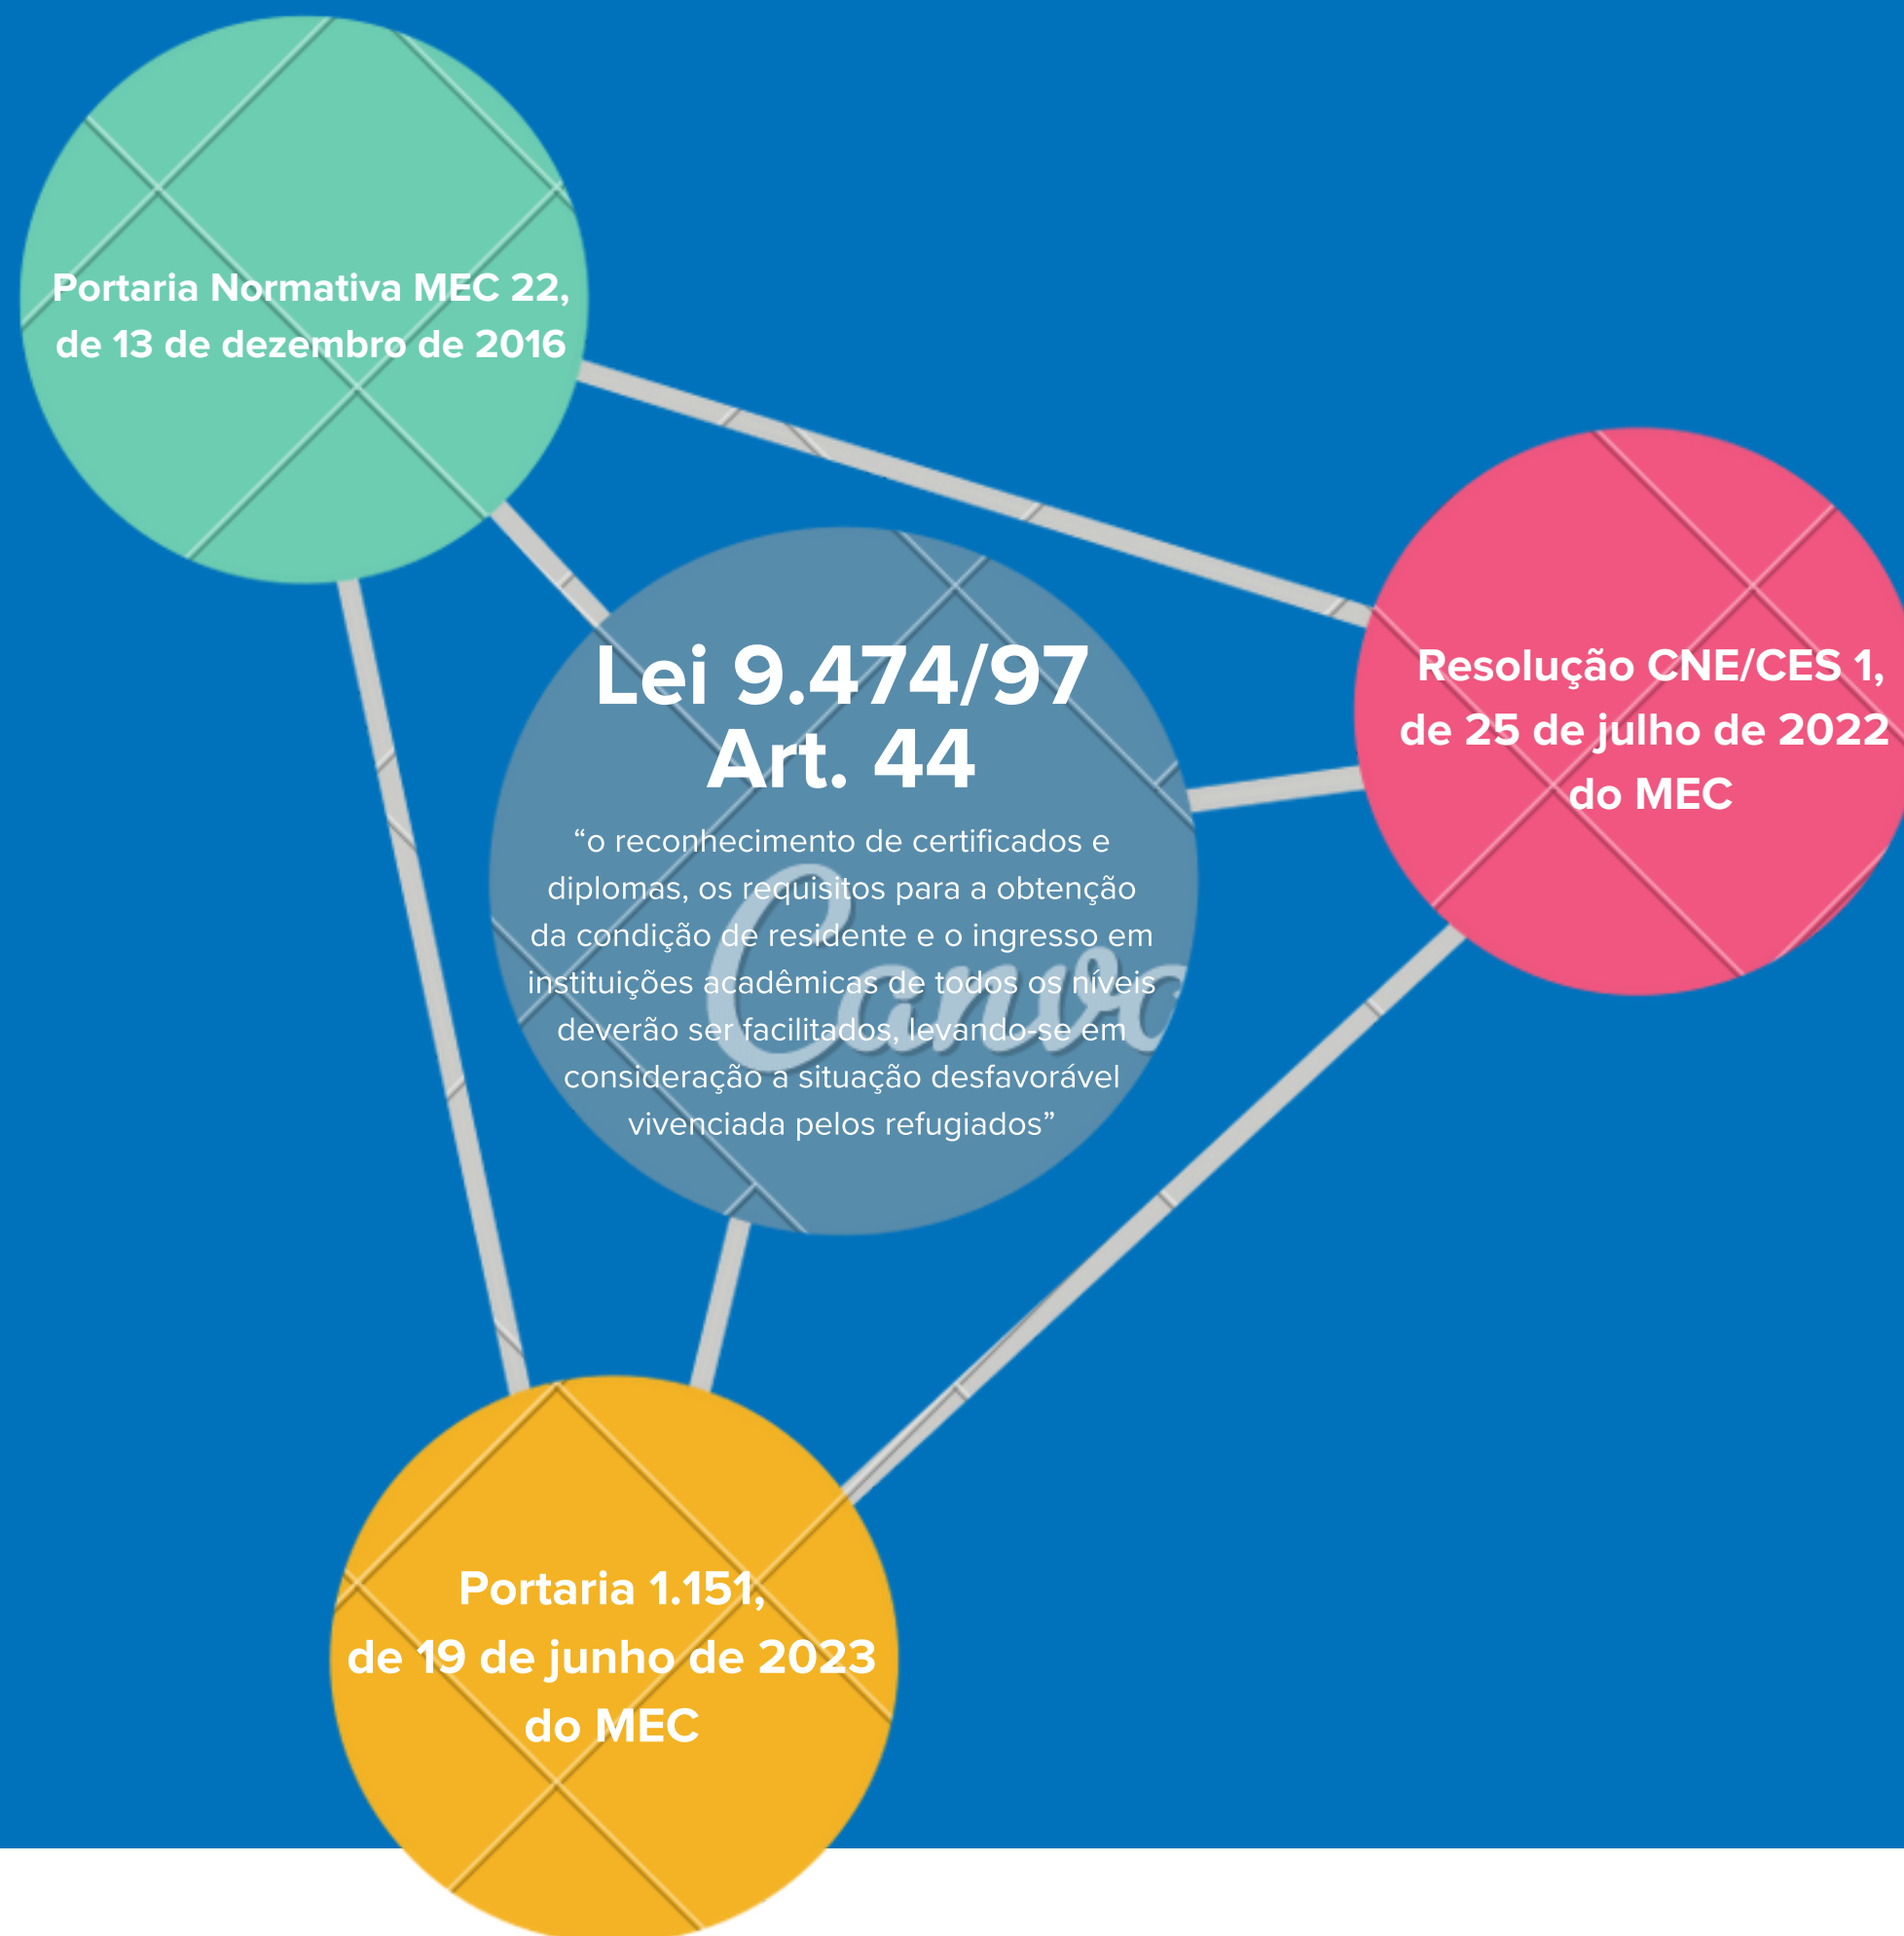 Portaria Normativa MEC 22,
de 13 de dezembro de 2016
Lei 9.474/97
Art. 44
“o reconhecimento de certificados e
diplomas, os requisitos para a obtenção
da condição de residente e o ingresso em
instituições acadêmicas de todos os níveis
deverão ser facilitados, levando-se em
consideração a situação desfavorável
vivenciada pelos refugiados”
Canva
Resolução CNE/CES 1,
de 25 de julho de 2022
do MEC
Portaria 1.151,
de 19 de junho de 2023
do MEC